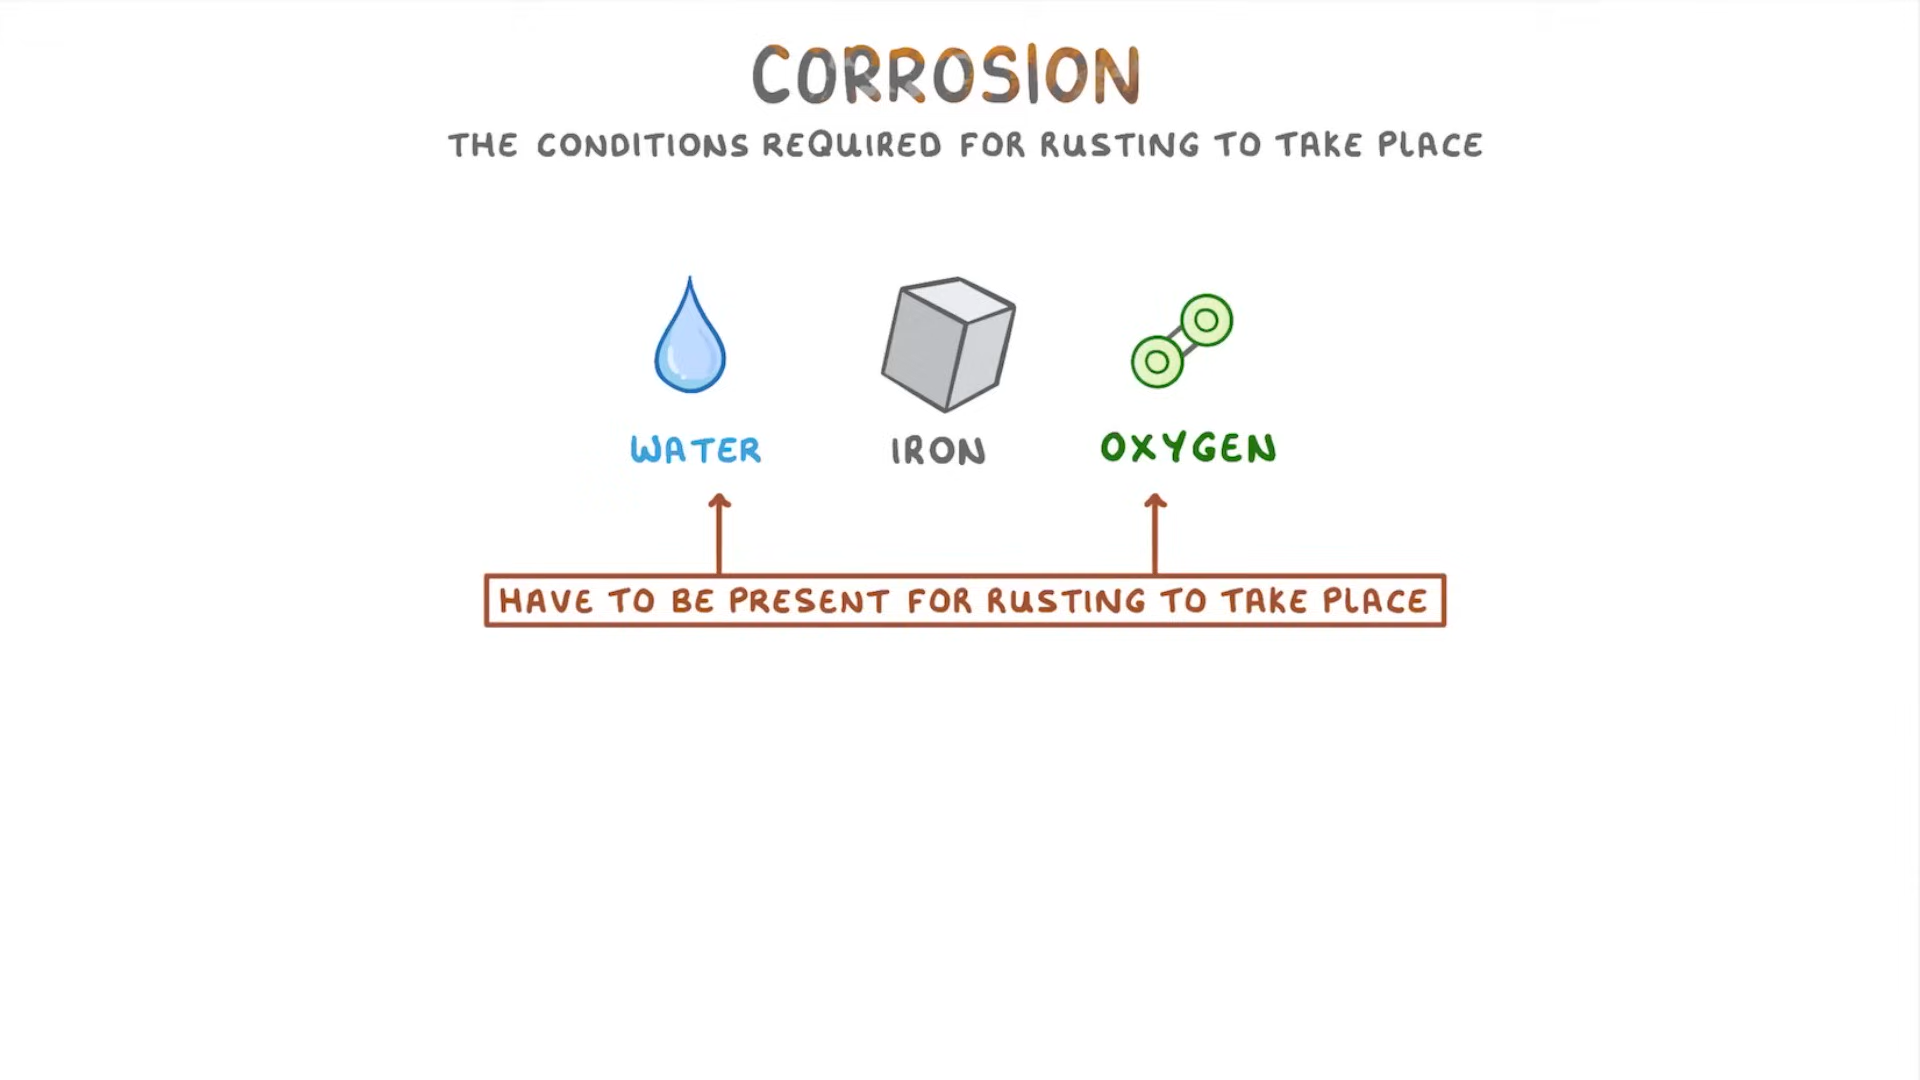 CORROSION
THE CONDITIONS REQUIRED FOR RUSTING TO TAKE PLACE
WATER IRON OXYGEN
HAVE TO BE PRESENT FOR RUSTING TO TAKE PLACE